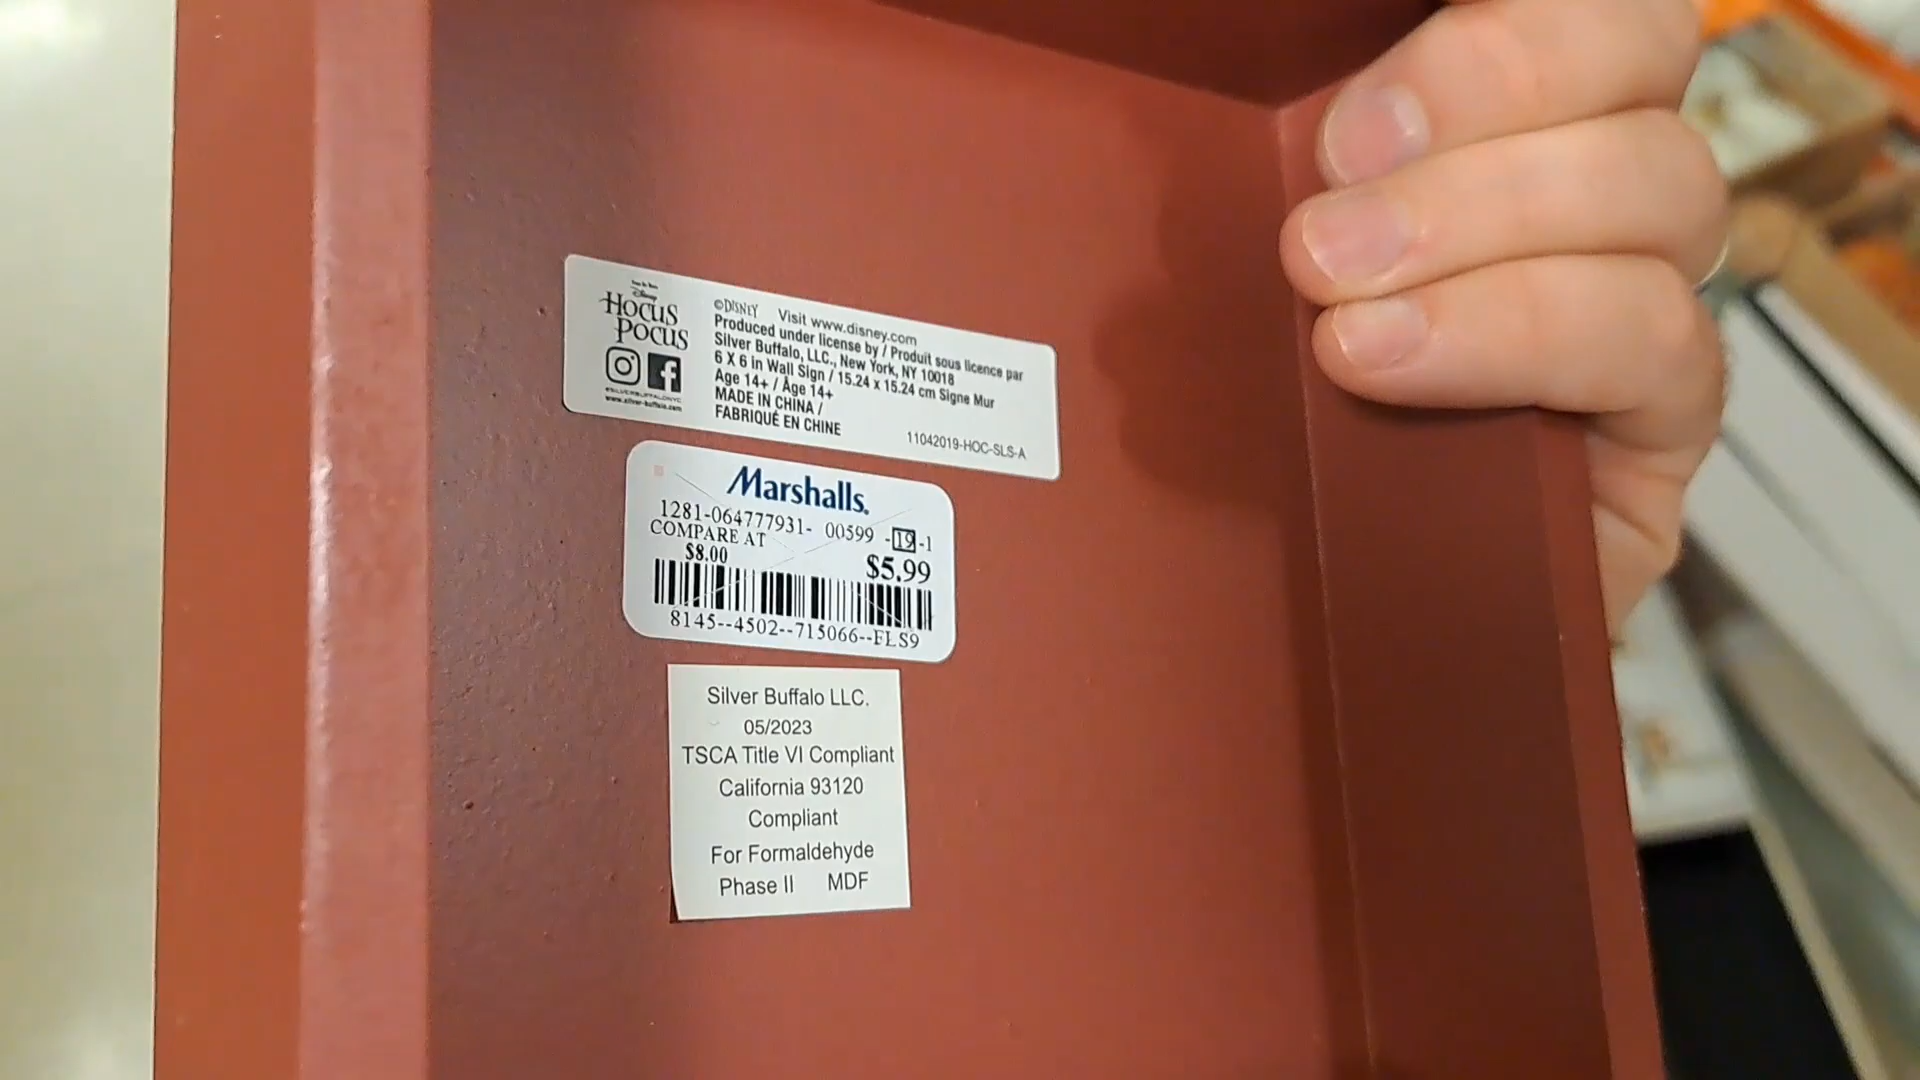 Disney
HOCUS
POCUS
www.silver-buffalo.com
©DISNEY Visit www.disney.com
Produced under license by / Produit sous licence par
Silver Buffalo, LLC., New York, NY 10018
6 X 6 in Wall Sign / 15.24 x 15.24 cm Signe Mur
Age 14+ / Âge 14+
MADE IN CHINA /
FABRIQUÉ EN CHINE
11042019-HOC-SLS-A
Marshalls.
1281-064777931- 00599 -19-1
COMPARE AT
$8.00
$5.99
8145--4502--715066--FLS9
Silver Buffalo LLC.
05/2023
TSCA Title VI Compliant
California 93120
Compliant
For Formaldehyde
Phase II MDF